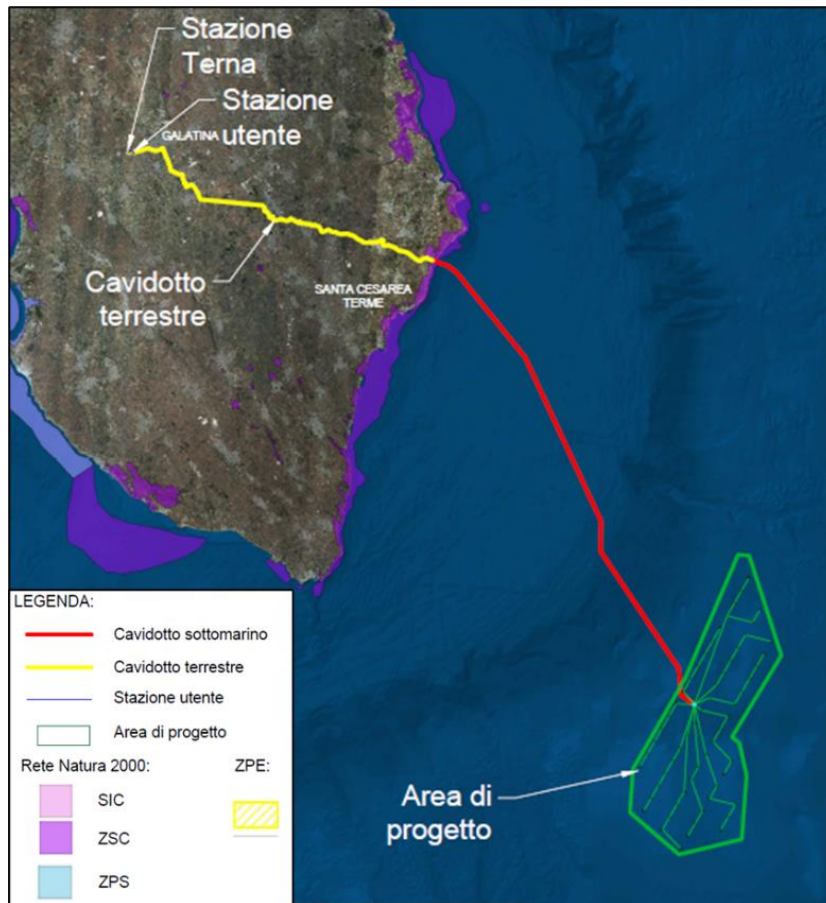 Stazione
Terna
Stazione
utente
GALATINA
Cavidotto
terrestre
SANTA CESAREA
TERME
Area di
progetto
LEGENDA:
Cavidotto sottomarino
Cavidotto terrestre
Stazione utente
Area di progetto
Rete Natura 2000:
ZPE:
SIC
ZSC
ZPS